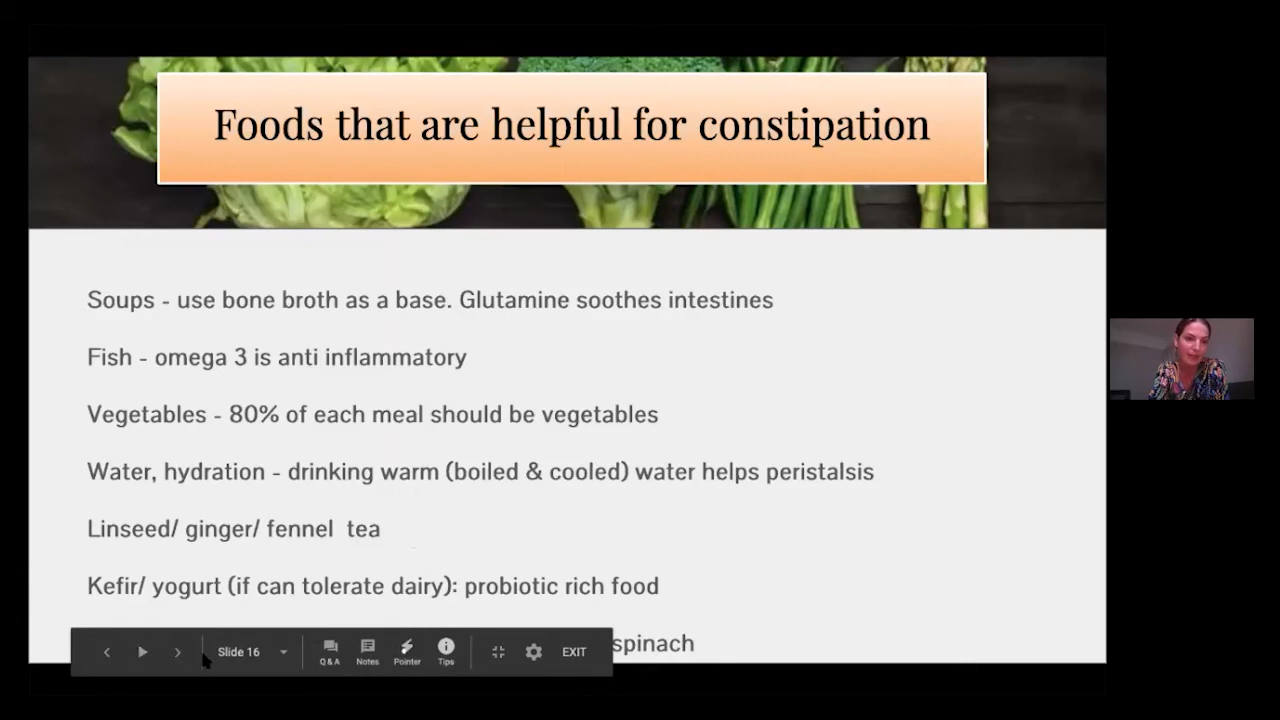 Foods that are helpful for constipation
Soups - use bone broth as a base. Glutamine soothes intestines
Fish - omega 3 is anti inflammatory
Vegetables - 80% of each meal should be vegetables
Water, hydration - drinking warm (boiled & cooled) water helps peristalsis
Linseed/ ginger/ fennel tea
Kefir/ yogurt (if can tolerate dairy): probiotic rich food
spinach
Slide 16
Q & A
Notes
Pointer
Tips
EXIT